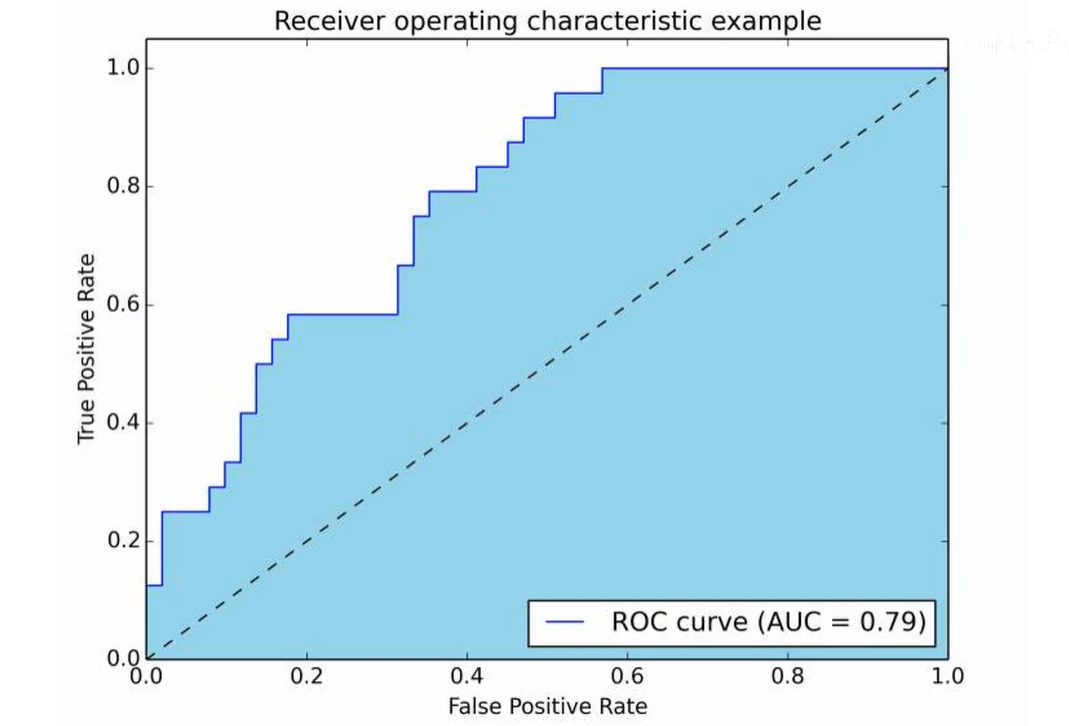 Receiver operating characteristic example
1.0
0.8
0.6
0.4
0.2
0.0
True Positive Rate
ROC curve (AUC = 0.79)
0.0 0.2 0.4 0.6 0.8 1.0
False Positive Rate